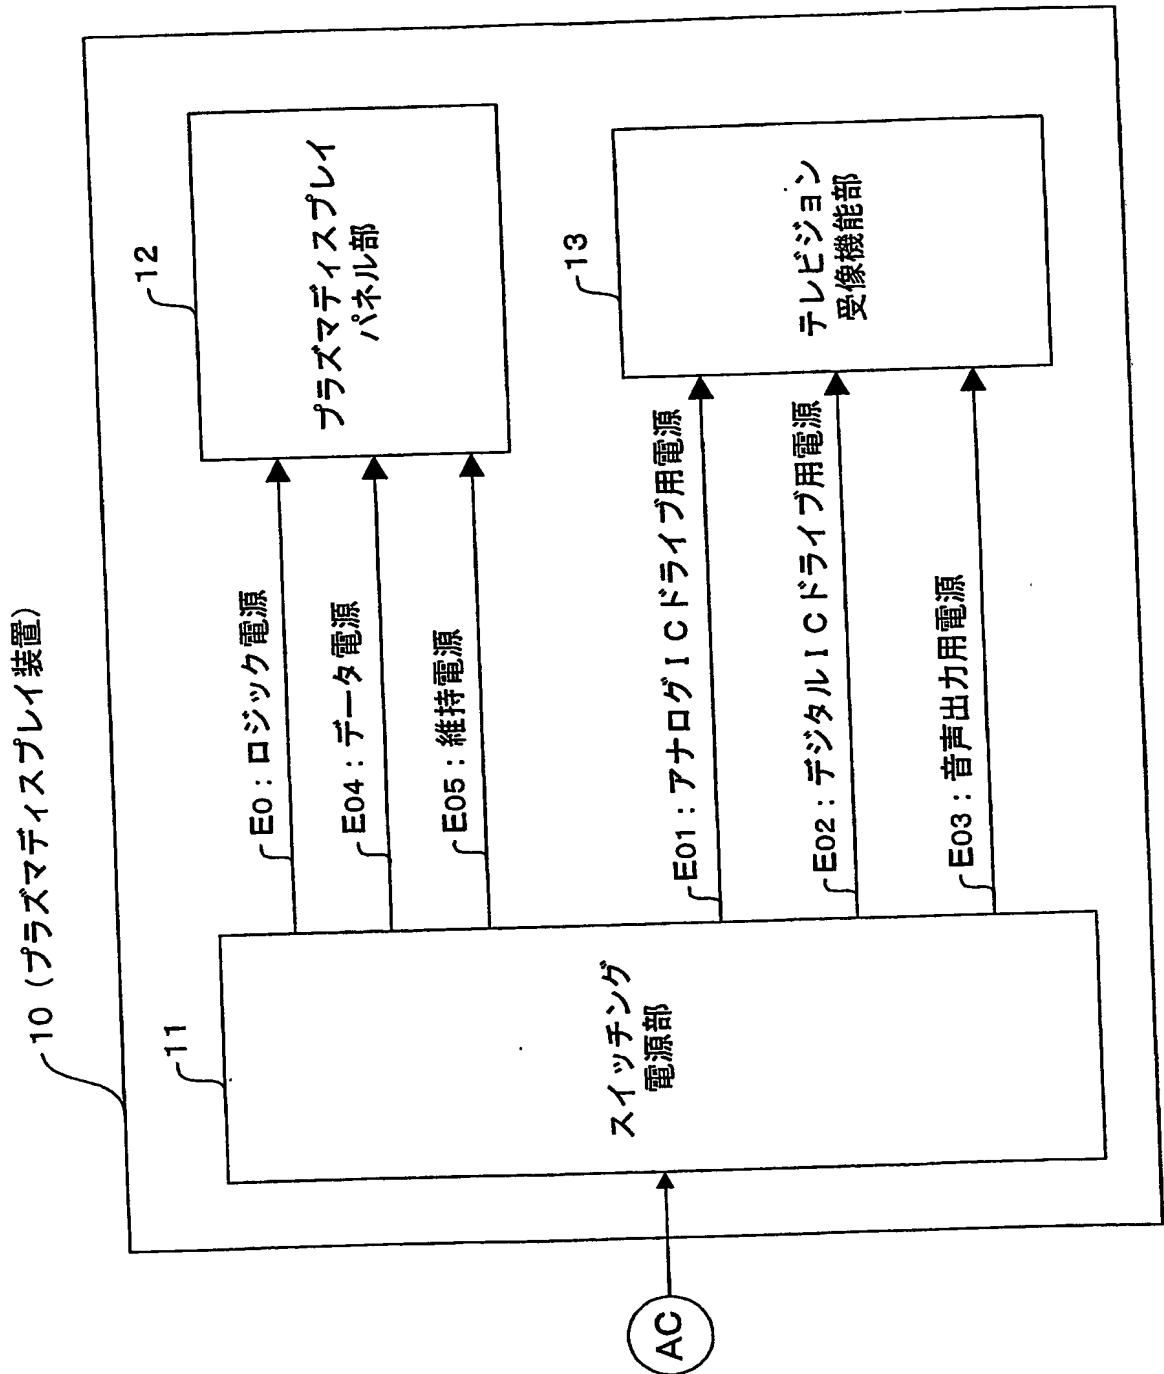 10（プラズマディスプレイ装置）
11
スイッチング
電源部
AC
E0：ロジック電源
E04：データ電源
E05：維持電源
12
プラズマディスプレイ
パネル部
E01：アナログＩＣドライブ用電源
E02：デジタルＩＣドライブ用電源
E03：音声出力用電源
13
テレビジョン
受像機能部